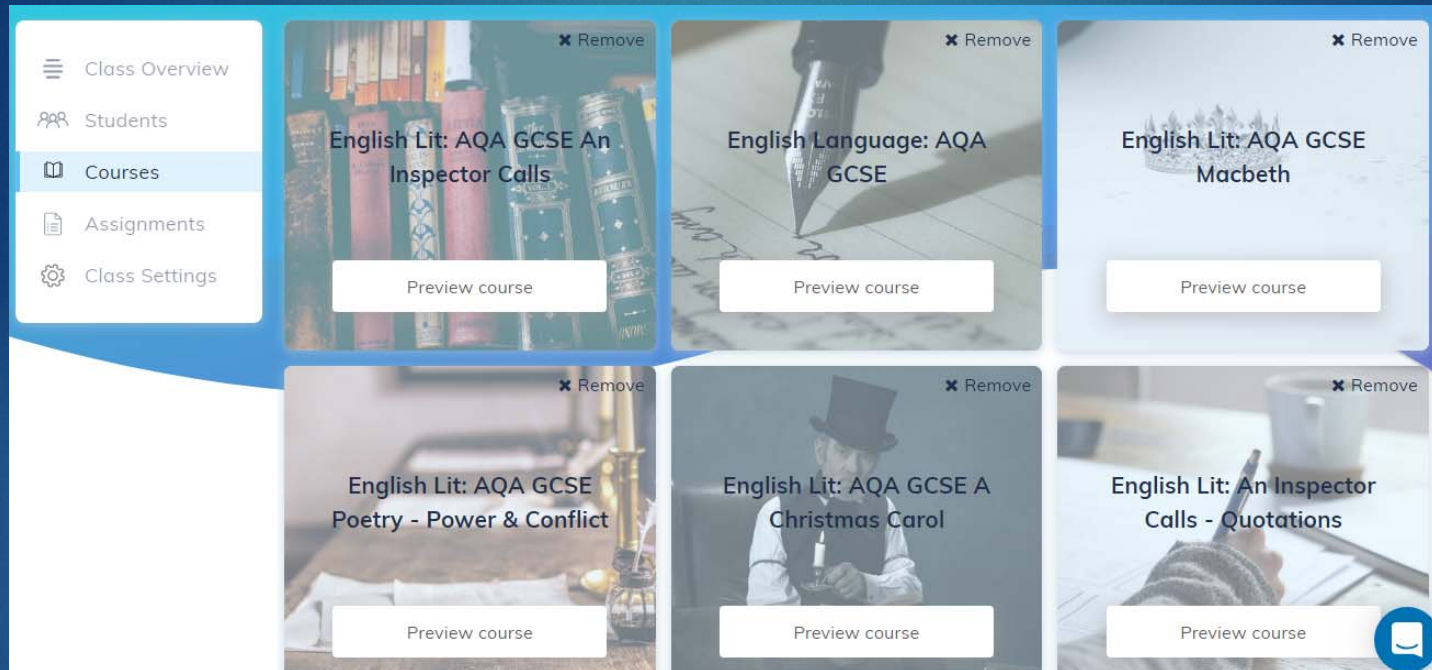 Class Overview
Students
Courses
Assignments
Class Settings
✖ Remove
English Lit: AQA GCSE An
Inspector Calls
Preview course
✖ Remove
English Language: AQA
GCSE
Preview course
✖ Remove
English Lit: AQA GCSE
Macbeth
Preview course
✖ Remove
English Lit: AQA GCSE
Poetry - Power & Conflict
Preview course
✖ Remove
English Lit: AQA GCSE A
Christmas Carol
Preview course
✖ Remove
English Lit: An Inspector
Calls - Quotations
Preview course